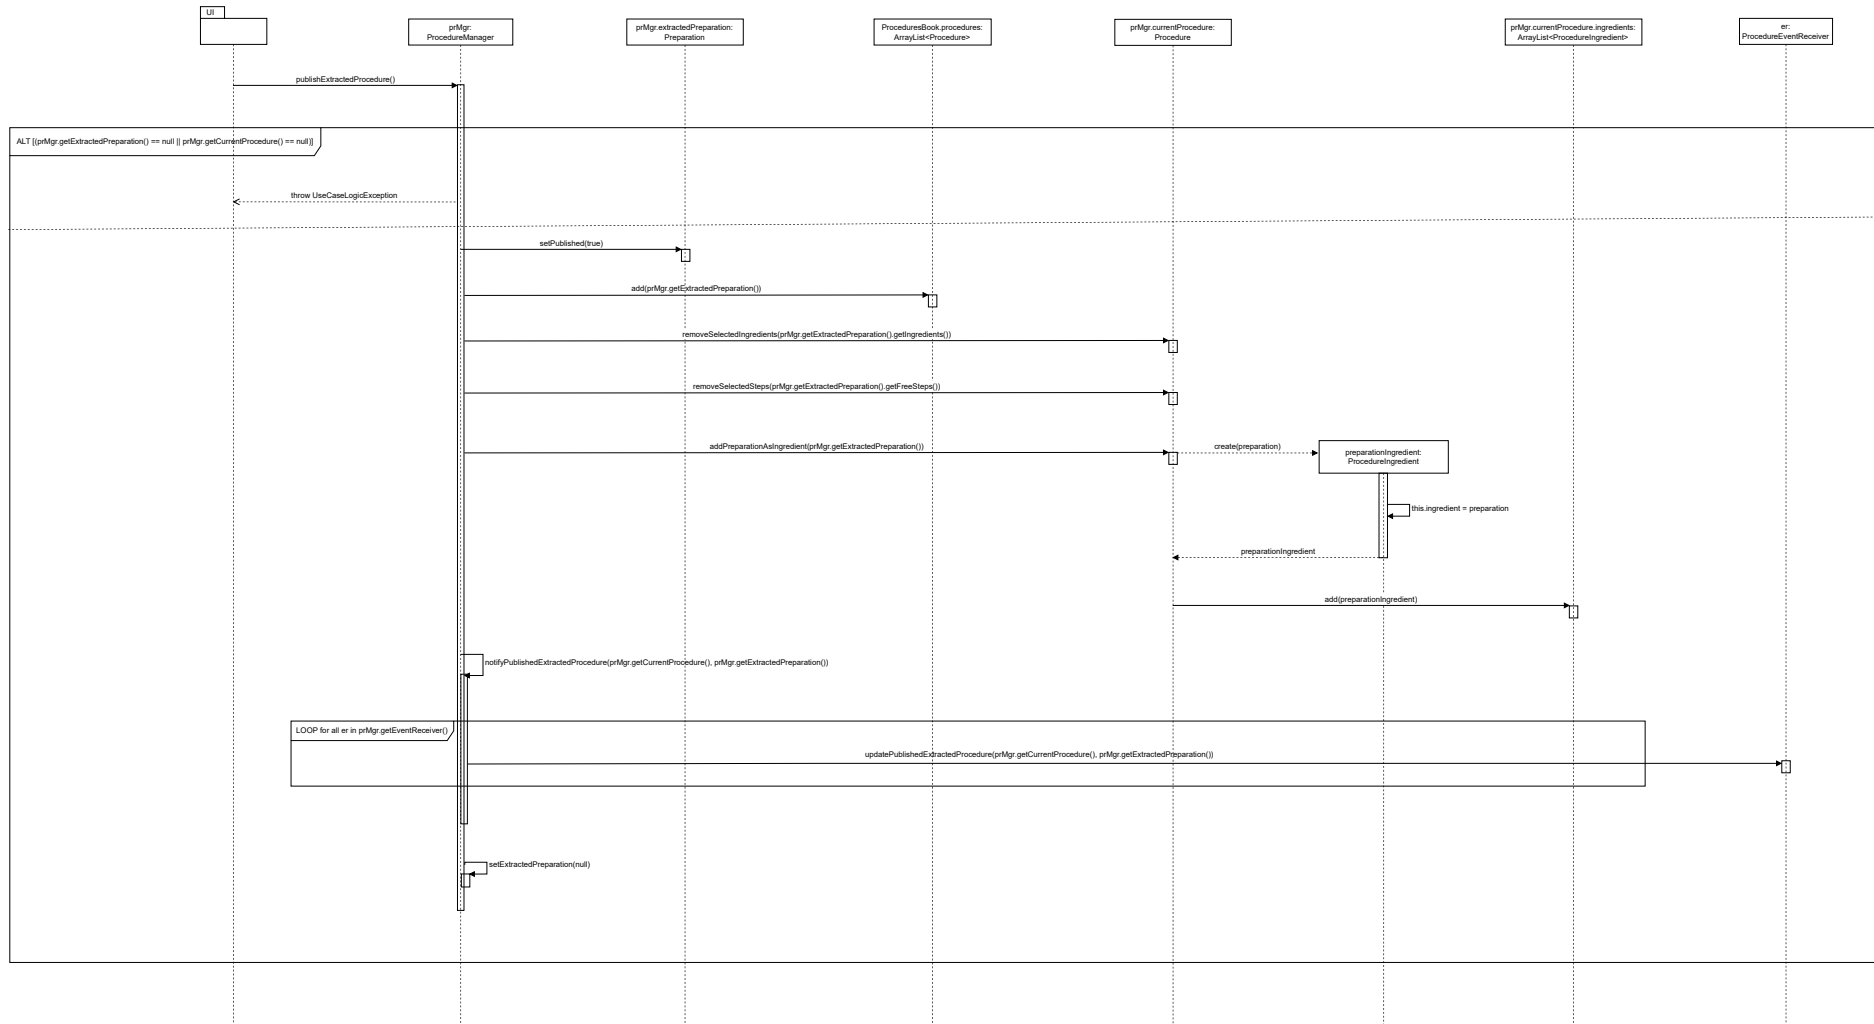 UI
prMgr:
ProcedureManager
prMgr.extractedPreparation:
Preparation
ProceduresBook.procedures:
ArrayList<Procedure>
prMgr.currentProcedure:
Procedure
prMgr.currentProcedure.ingredients:
ArrayList<ProcedureIngredient>
er:
ProcedureEventReceiver
publishExtractedProcedure()
ALT [(prMgr.getExtractedPreparation() == null || prMgr.getCurrentProcedure() == null)]
throw UseCaseLogicException
setPublished(true)
add(prMgr.getExtractedPreparation())
removeSelectedIngredients(prMgr.getExtractedPreparation().getIngredients())
removeSelectedSteps(prMgr.getExtractedPreparation().getFreeSteps())
addPreparationAsIngredient(prMgr.getExtractedPreparation())
create(preparation)
preparationIngredient:
ProcedureIngredient
this.ingredient = preparation
preparationIngredient
add(preparationIngredient)
notifyPublishedExtractedProcedure(prMgr.getCurrentProcedure(), prMgr.getExtractedPreparation())
LOOP for all er in prMgr.getEventReceiver()
updatePublishedExtractedProcedure(prMgr.getCurrentProcedure(), prMgr.getExtractedPreparation())
setExtractedPreparation(null)